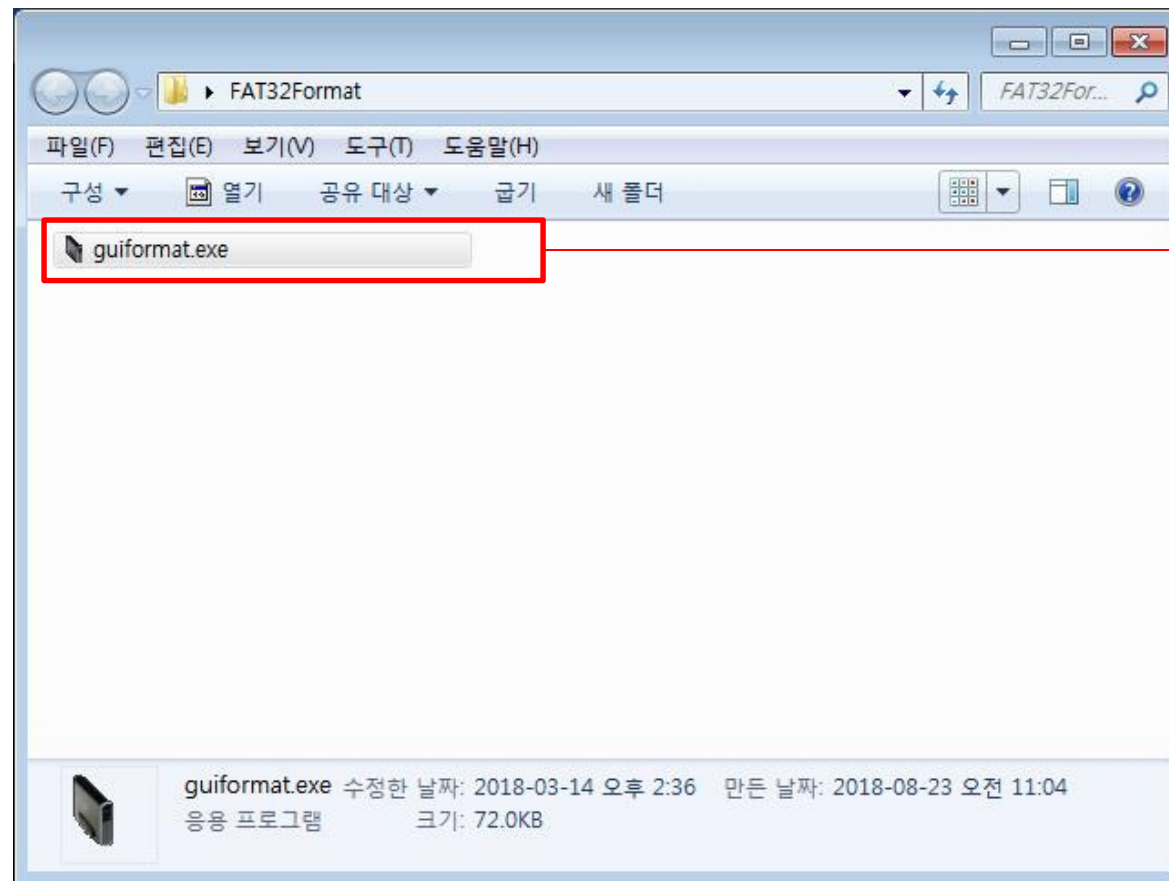 FAT32Format
FAT32For...
파일(F) 편집(E) 보기(V) 도구(T) 도움말(H)
구성 열기 공유 대상 굽기 새 폴더
guiformat.exe
guiformat.exe 수정한 날짜: 2018-03-14 오후 2:36 만든 날짜: 2018-08-23 오전 11:04
응용 프로그램 크기: 72.0KB